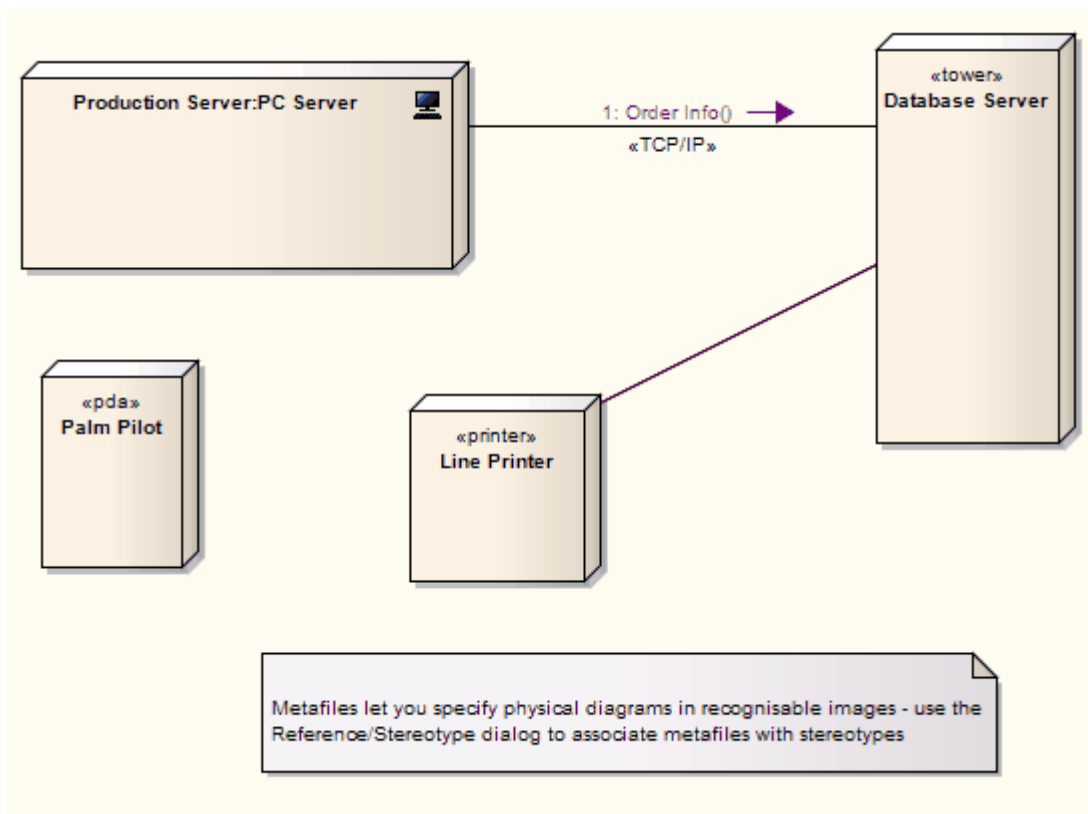 Production Server:PC Server
«tower»
Database Server
1: Order Info()
«TCP/IP»
«pda»
Palm Pilot
«printer»
Line Printer
Metafiles let you specify physical diagrams in recognisable images - use the
Reference/Stereotype dialog to associate metafiles with stereotypes